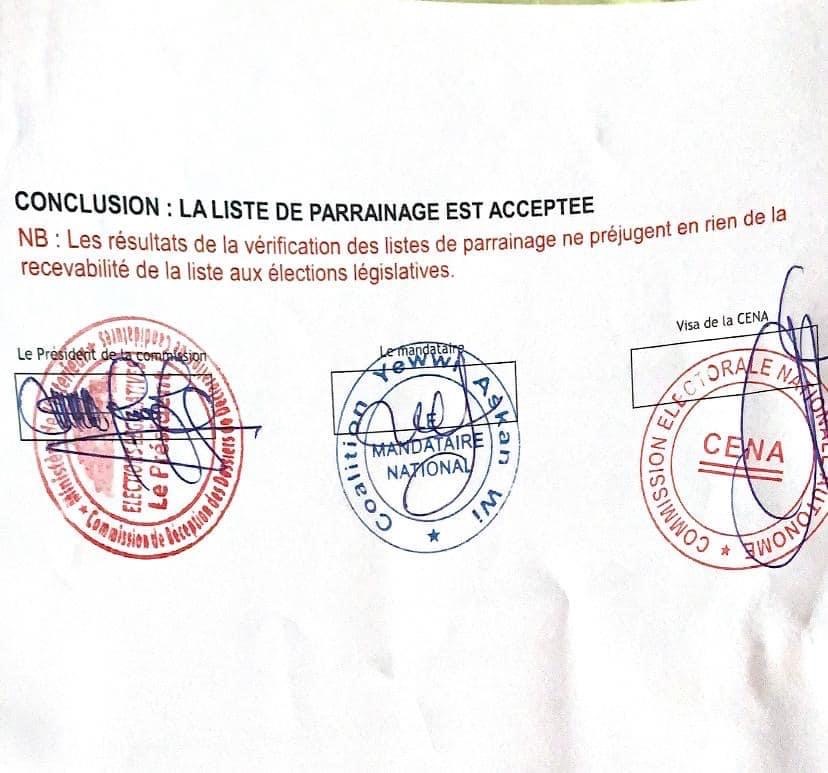 CONCLUSION : LA LISTE DE PARRAINAGE EST ACCEPTEE
NB : Les résultats de la vérification des listes de parrainage ne préjugent en rien de la
recevabilité de la liste aux élections législatives.
Le Président de la commission
Le mandataire
Visa de la CENA
Commission de Réception des Dossiers de
candidatures
ELECTIONS LEGISLATIVES
Le Président
Coalition Yewwi Askan Wi
LE
MANDATAIRE
NATIONAL
COMMISSION ELECTORALE NATIONALE AUTONOME
CENA